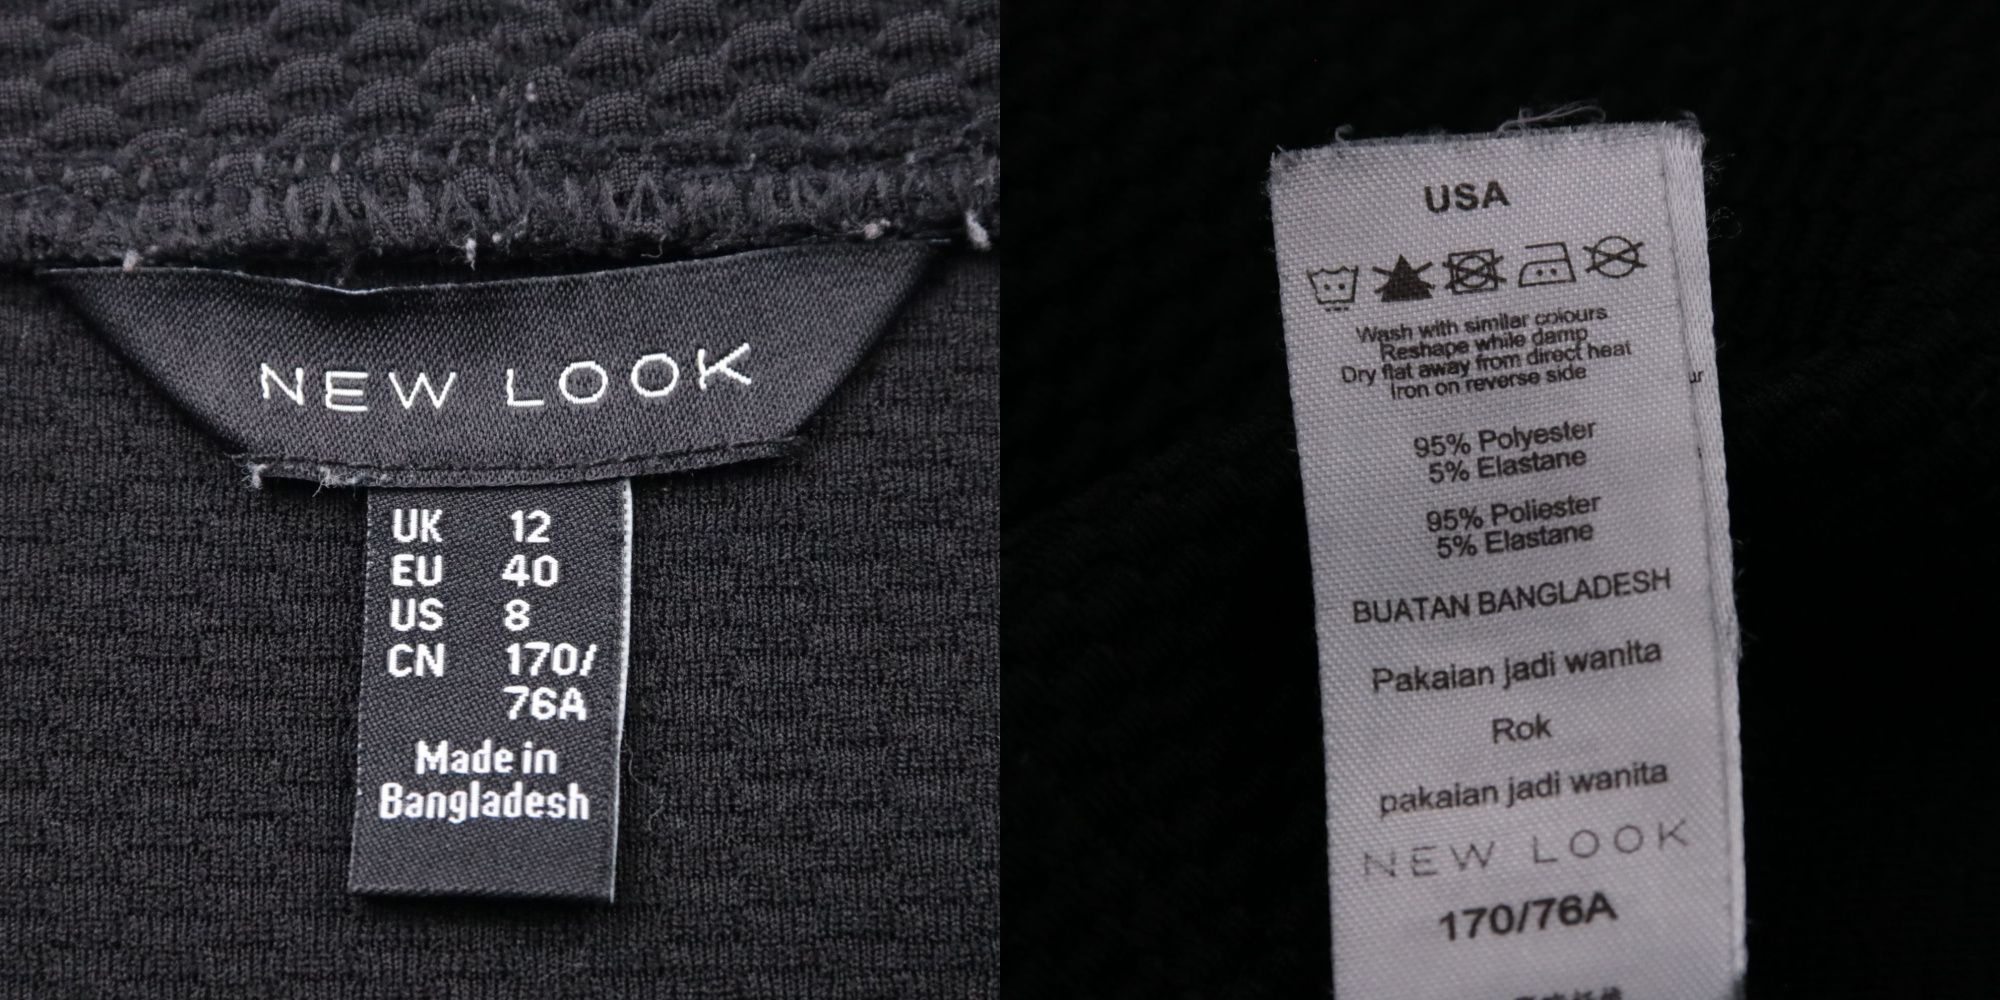 NEW LOOK
UK 12
EU 40
US 8
CN 170/
76A
Made in
Bangladesh
USA
Wash with similar colours
Reshape while damp
Dry flat away from direct heat
Iron on reverse side
95% Polyester
5% Elastane
95% Poliester
5% Elastane
BUATAN BANGLADESH
Pakaian jadi wanita
Rok
pakaian jadi wanita
NEW LOOK
170/76A